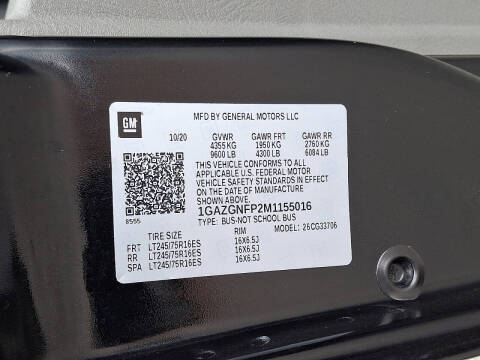 GM
MFD BY GENERAL MOTORS LLC
10/20 GVWR GAWR FRT GAWR RR
4355 KG 1950 KG 2760 KG
9600 LB 4300 LB 6084 LB
THIS VEHICLE CONFORMS TO ALL
APPLICABLE U.S. FEDERAL MOTOR
VEHICLE SAFETY STANDARDS IN
EFFECT ON THE DATE OF MANUFACTURE
SHOWN ABOVE.
1GAZGNFP2M1155016
8555 TYPE: BUS-NOT SCHOOL BUS
MODEL: 26CG33706
TIRE SIZE RIM
FRT LT245/75R16ES 16X6.5J
RR LT245/75R16ES 16X6.5J
SPA LT245/75R16ES 16X6.5J